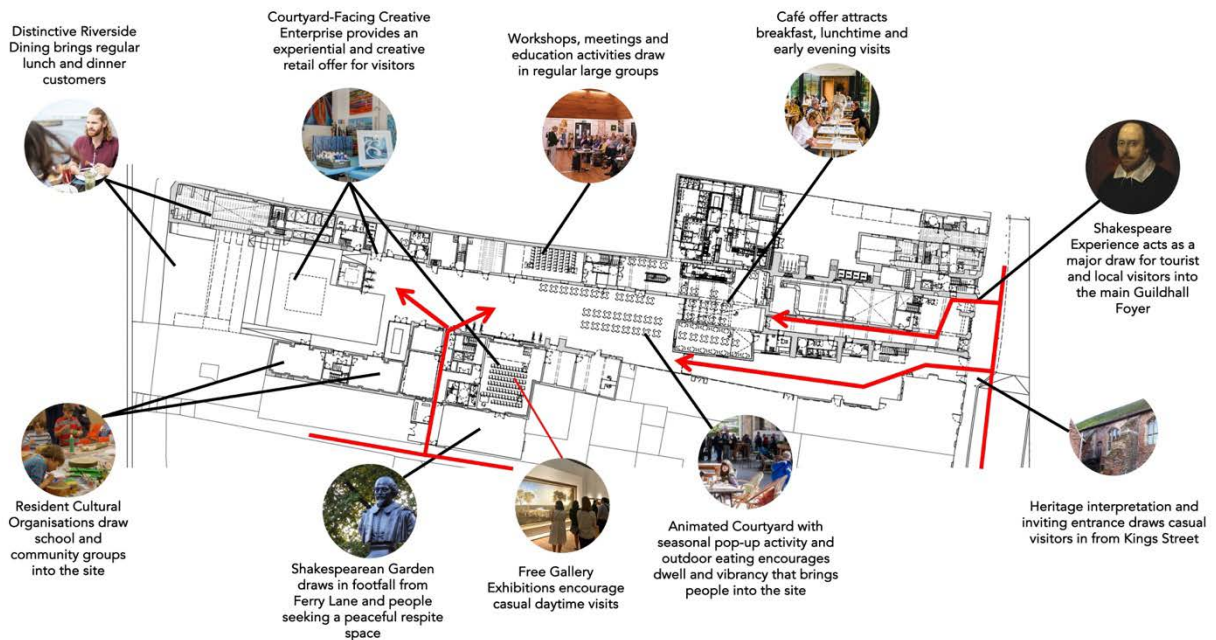 Distinctive Riverside
Dining brings regular
lunch and dinner
customers
Courtyard-Facing Creative
Enterprise provides an
experiential and creative
retail offer for visitors
Workshops, meetings and
education activities draw
in regular large groups
Café offer attracts
breakfast, lunchtime and
early evening visits
Shakespeare
Experience acts as a
major draw for tourist
and local visitors into
the main Guildhall
Foyer
Resident Cultural
Organisations draw
school and
community groups
into the site
Shakespearean Garden
draws in footfall from
Ferry Lane and people
seeking a peaceful respite
space
Free Gallery
Exhibitions encourage
casual daytime visits
Animated Courtyard with
seasonal pop-up activity and
outdoor eating encourages
dwell and vibrancy that brings
people into the site
Heritage interpretation and
inviting entrance draws casual
visitors in from Kings Street